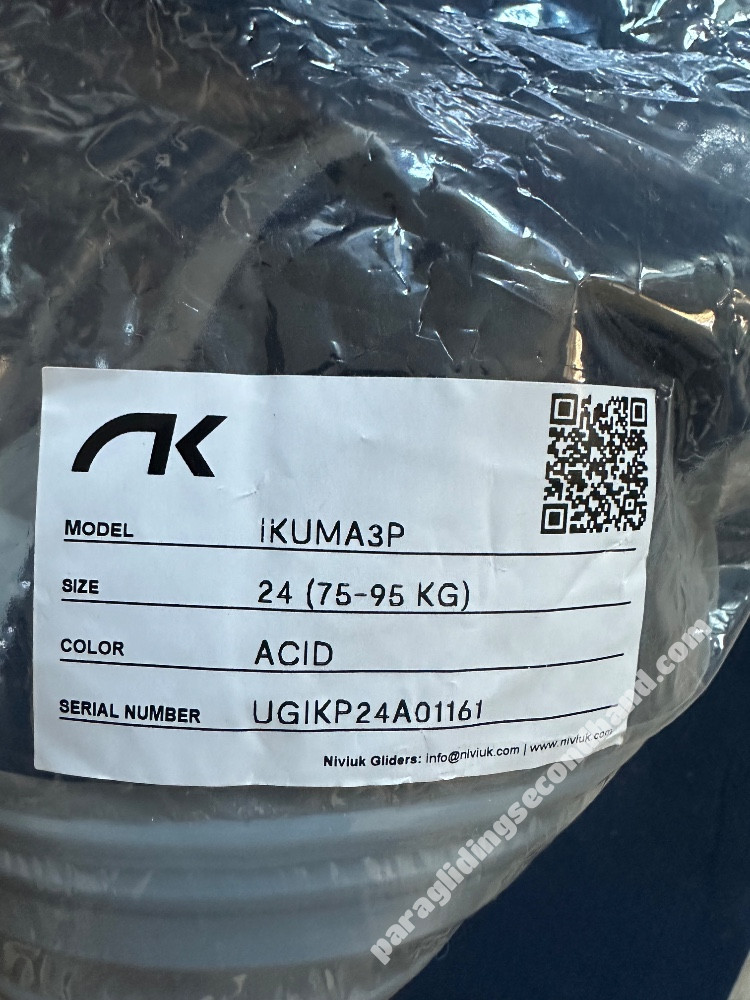 NK
MODEL iKUMA3P
SIZE 24 (75-95 KG)
COLOR ACID
SERIAL NUMBER UGIKP24A01161
Niviuk Gliders: info@niviuk.com | www.niviuk.com
paraglidingsecondhand.com